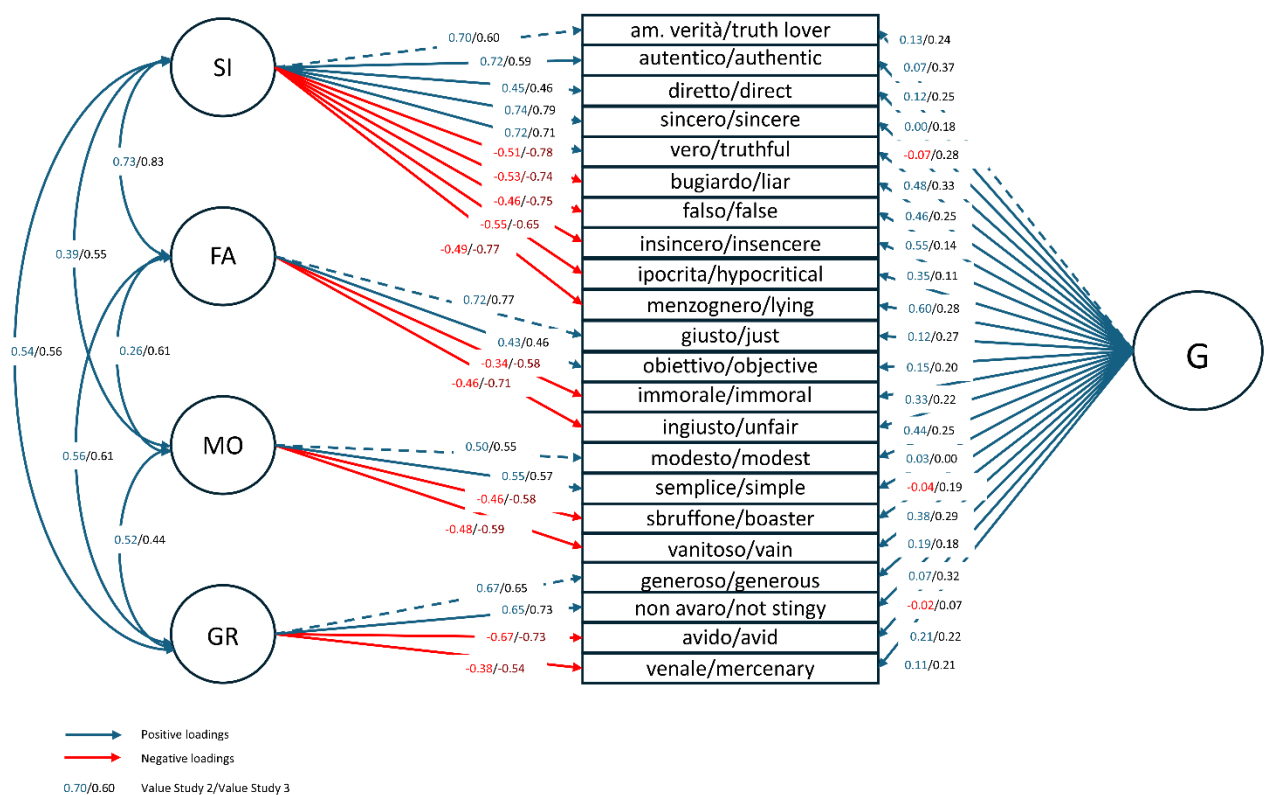 SI
FA
MO
GR
G
0.73/0.83
0.39/0.55
0.54/0.56
0.26/0.61
0.56/0.61
0.52/0.44
0.70/0.60
0.72/0.59
0.45/0.46
0.74/0.79
0.72/0.71
-0.51/-0.78
-0.53/-0.74
-0.46/-0.75
-0.55/-0.65
-0.49/-0.77
0.72/0.77
0.43/0.46
-0.34/-0.58
-0.46/-0.71
0.50/0.55
0.55/0.57
-0.46/-0.58
-0.48/-0.59
0.67/0.65
0.65/0.73
-0.67/-0.73
-0.38/-0.54
am. verità/truth lover
autentico/authentic
diretto/direct
sincero/sincere
vero/truthful
bugiardo/liar
falso/false
insincero/insencere
ipocrita/hypocritical
menzognero/lying
giusto/just
obiettivo/objective
immorale/immoral
ingiusto/unfair
modesto/modest
semplice/simple
sbruffone/boaster
vanitoso/vain
generoso/generous
non avaro/not stingy
avido/avid
venale/mercenary
0.13/0.24
0.07/0.37
0.12/0.25
0.00/0.18
-0.07/0.28
0.48/0.33
0.46/0.25
0.55/0.14
0.35/0.11
0.60/0.28
0.12/0.27
0.15/0.20
0.33/0.22
0.44/0.25
0.03/0.00
-0.04/0.19
0.38/0.29
0.19/0.18
0.07/0.32
-0.02/0.07
0.21/0.22
0.11/0.21
Positive loadings
Negative loadings
0.70/0.60 Value Study 2/Value Study 3